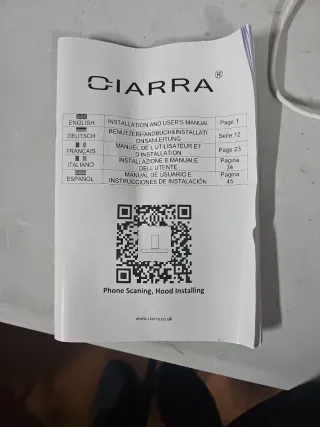 CIARRA®
ENGLISH INSTALLATION AND USER'S MANUAL Page 1
DEUTSCH BENUTZERHANDBUCH&INSTALLATI Seite 12
ONSANLEITUNG
FRANÇAIS MANUEL DE L'UTILISATEUR ET Page 23
D'INSTALLATION
ITALIANO INSTALLAZIONE E MANUALE Pagina
DELL'UTENTE 34
ESPAÑOL MANUAL DE USUARIO E Pagina
INSTRUCCIONES DE INSTALACIÓN 45
Phone Scaning, Hood Installing
www.ciarra.co.uk